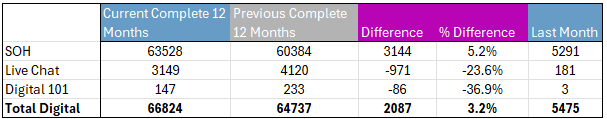 Current Complete 12 Months Previous Complete 12 Months Difference % Difference Last Month
SOH 63528 60384 3144 5.2% 5291
Live Chat 3149 4120 -971 -23.6% 181
Digital 101 147 233 -86 -36.9% 3
Total Digital 66824 64737 2087 3.2% 5475